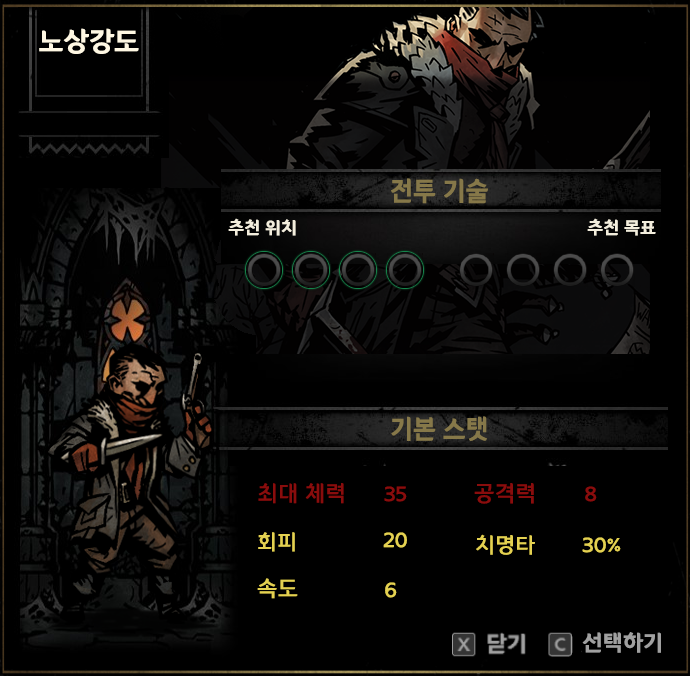 노상강도
전투 기술
추천 위치 추천 목표
기본 스탯
최대 체력 35 공격력 8
회피 20 치명타 30%
속도 6
X 닫기 C 선택하기